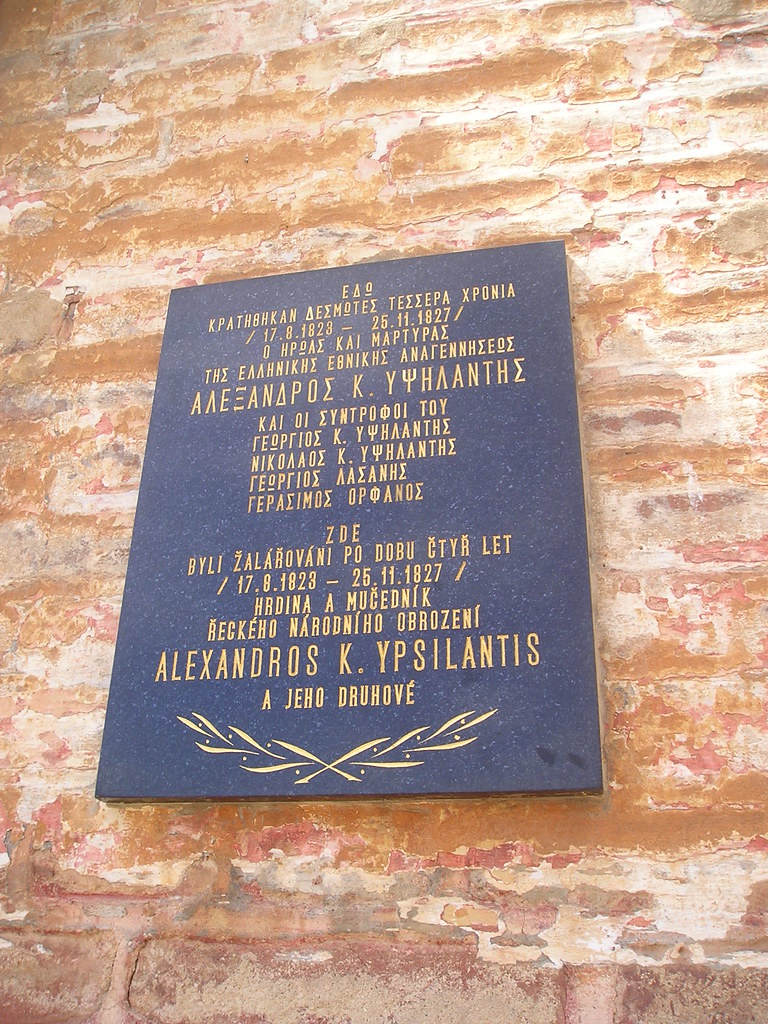 ΕΔΩ
ΚΡΑΤΗΘΗΚΑΝ ΔΕΣΜΩΤΕΣ ΤΕΣΣΕΡΑ ΧΡΟΝΙΑ
/ 17.8.1823 – 25.11.1827 /
Ο ΗΡΩΑΣ ΚΑΙ ΜΑΡΤΥΡΑΣ
ΤΗΣ ΕΛΛΗΝΙΚΗΣ ΕΘΝΙΚΗΣ ΑΝΑΓΕΝΝΗΣΕΩΣ
ΑΛΕΞΑΝΔΡΟΣ Κ. ΥΨΗΛΑΝΤΗΣ
ΚΑΙ ΟΙ ΣΥΝΤΡΟΦΟΙ ΤΟΥ
ΓΕΩΡΓΙΟΣ Κ. ΥΨΗΛΑΝΤΗΣ
ΝΙΚΟΛΑΟΣ Κ. ΥΨΗΛΑΝΤΗΣ
ΓΕΩΡΓΙΟΣ ΛΑΣΑΝΗΣ
ΓΕΡΑΣΙΜΟΣ ΟΡΦΑΝΟΣ
ZDE
BYLI ŽALÁŘOVÁNI PO DOBU ČTYŘ LET
/ 17.8.1823 – 25.11.1827 /
HRDINA A MUČEDNÍK
ŘECKÉHO NÁRODNÍHO OBROZENÍ
ALEXANDROS K. YPSILANTIS
A JEHO DRUHOVÉ